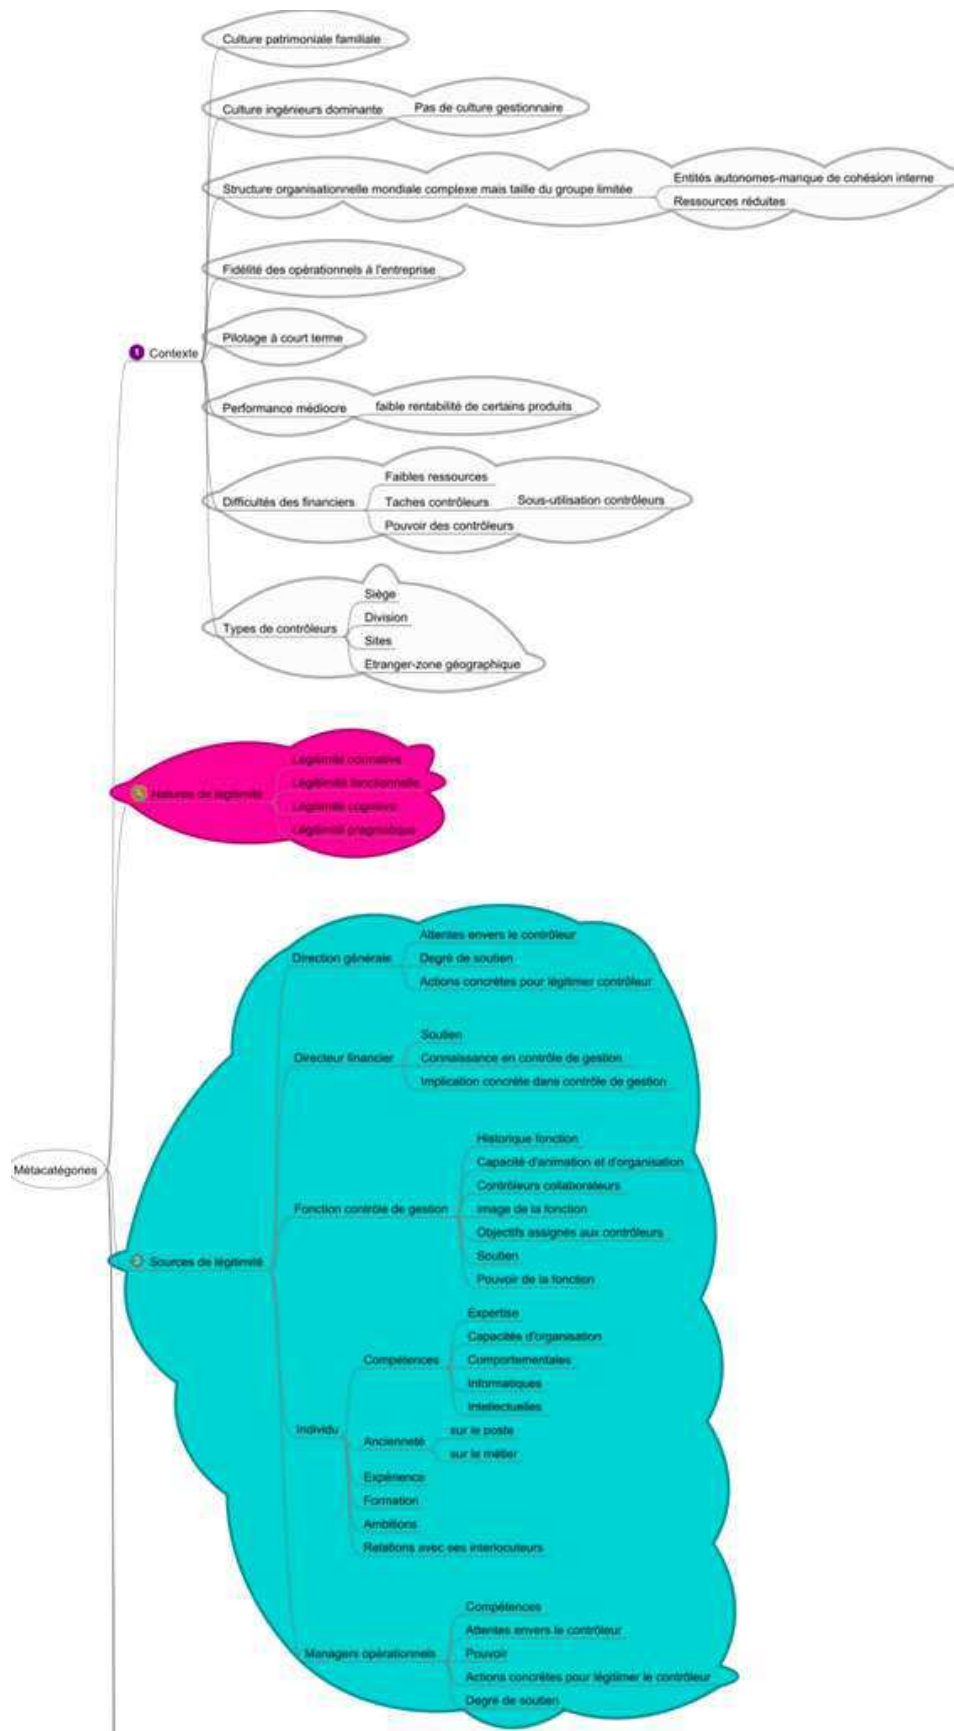 Culture patrimoniale familiale
Culture ingénieurs dominante
Pas de culture gestionnaire
Structure organisationnelle mondiale complexe mais taille du groupe limitée
Entités autonomes-manque de cohésion interne
Ressources réduites
Fidélité des opérationnels à l'entreprise
Pilotage à court terme
1 Contexte
Performance médiocre
faible rentabilité de certains produits
Difficultés des financiers
Faibles ressources
Taches contrôleurs
Sous-utilisation contrôleurs
Pouvoir des contrôleurs
Types de contrôleurs
Siège
Division
Sites
Etranger-zone géographique
Natures de légitimité
Légitimité normative
Légitimité fonctionnelle
Légitimité cognitive
Légitimité pragmatique
Direction générale
Attentes envers le contrôleur
Degré de soutien
Actions concrètes pour légitimer contrôleur
Directeur financier
Soutien
Connaissance en contrôle de gestion
Implication concrète dans contrôle de gestion
Métacatégories
Sources de légitimité
Fonction contrôle de gestion
Historique fonction
Capacité d'animation et d'organisation
Contrôleurs collaborateurs
Image de la fonction
Objectifs assignés aux contrôleurs
Soutien
Pouvoir de la fonction
Individu
Compétences
Expertise
Capacités d'organisation
Comportementales
Informatiques
Intellectuelles
Ancienneté
sur le poste
sur le métier
Expérience
Formation
Ambitions
Relations avec ses interlocuteurs
Managers opérationnels
Compétences
Attentes envers le contrôleur
Pouvoir
Actions concrètes pour légitimer le contrôleur
Degré de soutien